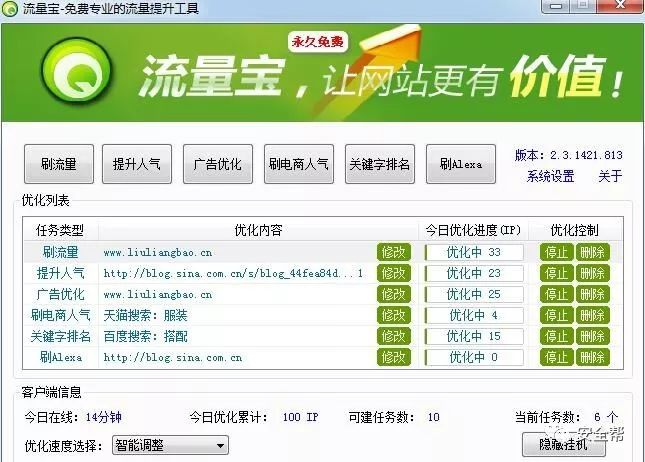 流量宝-免费专业的流量提升工具
永久免费
流量宝，让网站更有价值！
刷流量 提升人气 广告优化 刷电商人气 关键字排名 刷Alexa
版本：2.3.1421.813
系统设置 关于
优化列表
任务类型 优化内容 今日优化进度(IP) 优化控制
刷流量 www.liuliangbao.cn 修改 优化中 33 停止 删除
提升人气 http://blog.sina.com.cn/s/blog_44fea84d...1 修改 优化中 23 停止 删除
广告优化 www.liuliangbao.cn 修改 优化中 25 停止 删除
刷电商人气 天猫搜索：服装 修改 优化中 4 停止 删除
关键字排名 百度搜索：搭配 修改 优化中 15 停止 删除
刷Alexa http://blog.sina.com.cn 修改 优化中 0 停止 删除
客户端信息
今日在线：14分钟 今日优化累计： 100 IP 可建任务数： 10 当前任务数： 6 个
优化速度选择： 智能调整 隐藏挂机
安全帮